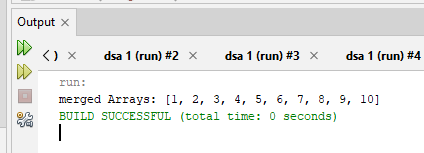 Output ×
< ) × dsa 1 (run) #2 × dsa 1 (run) #3 × dsa 1 (run) #4
run:
merged Arrays: [1, 2, 3, 4, 5, 6, 7, 8, 9, 10]
BUILD SUCCESSFUL (total time: 0 seconds)